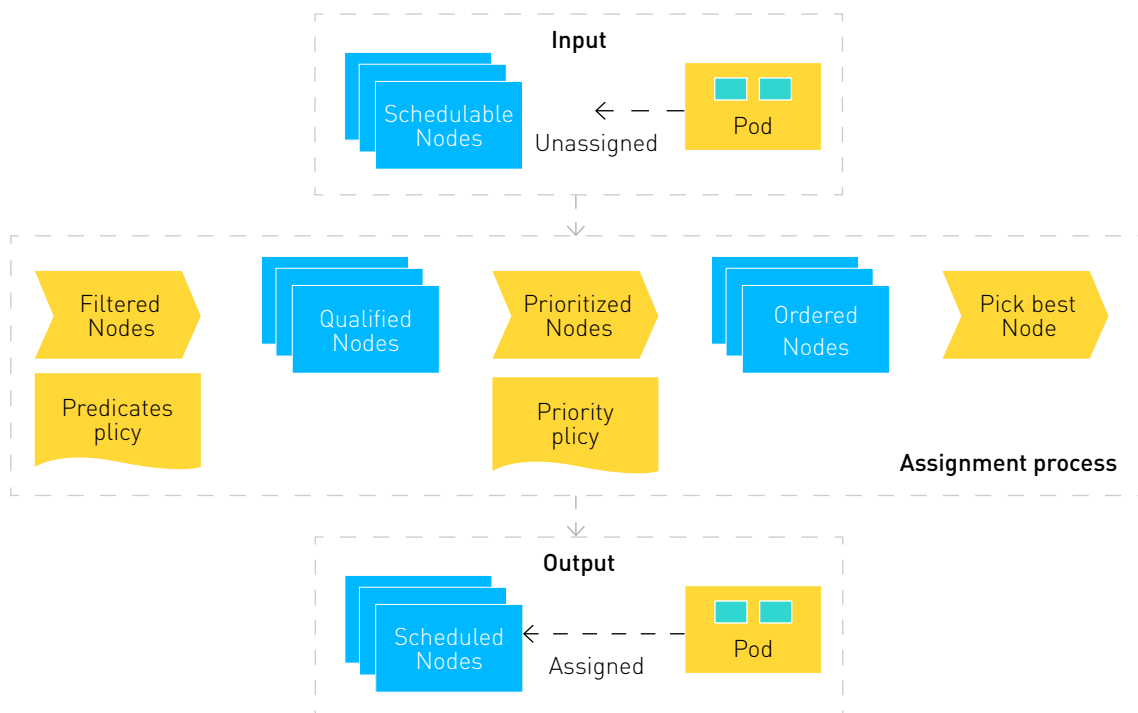 Input
Schedulable
Nodes
Unassigned
Pod
Filtered
Nodes
Qualified
Nodes
Prioritized
Nodes
Ordered
Nodes
Pick best
Node
Predicates
plicy
Priority
plicy
Assignment process
Output
Scheduled
Nodes
Assigned
Pod